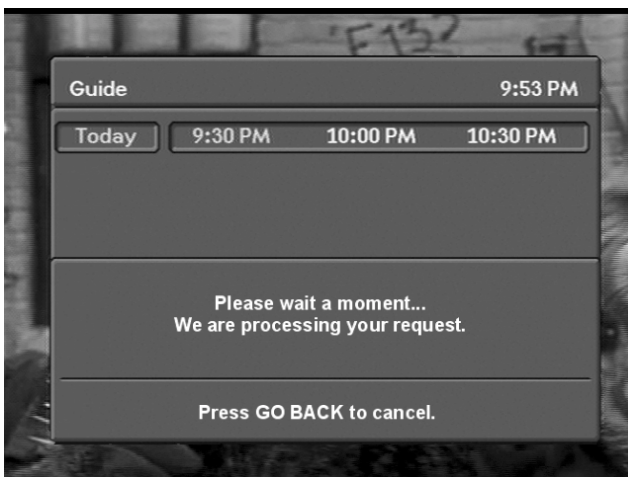 F132
Guide 9:53 PM
Today 9:30 PM 10:00 PM 10:30 PM
Please wait a moment...
We are processing your request.
Press GO BACK to cancel.